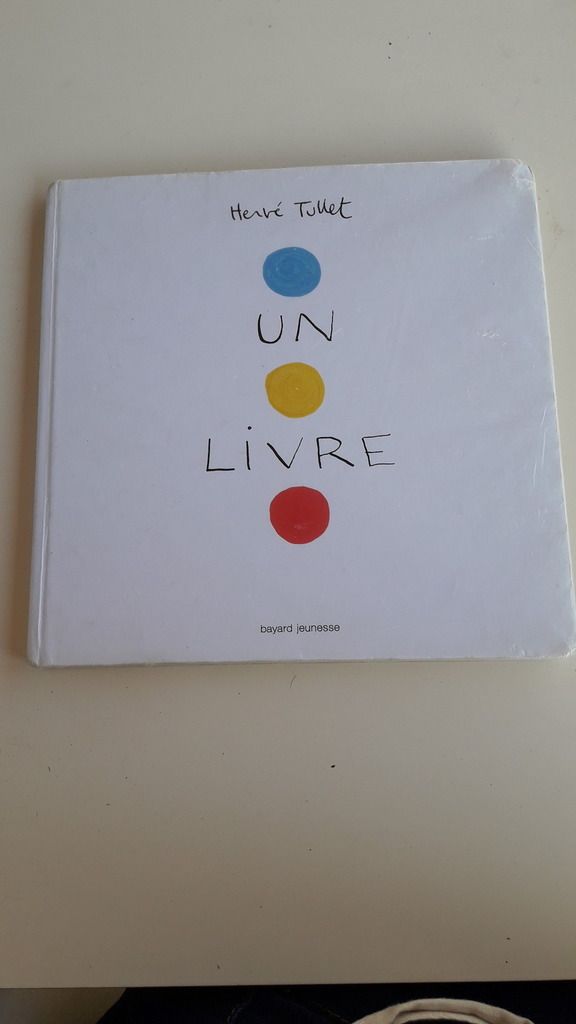 Hervé Tullet
UN
LiVRE
bayard jeunesse